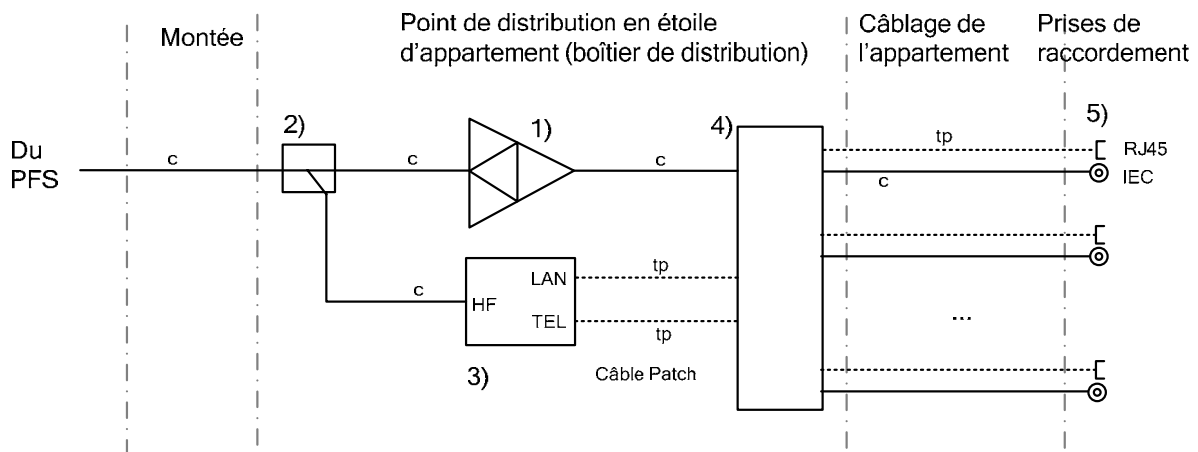 Montée
Point de distribution en étoile
d'appartement (boîtier de distribution)
Câblage de
l'appartement
Prises de
raccordement
Du
PFS
c
2)
c
1)
c
4)
tp
c
5)
RJ45
IEC
c
HF
LAN
TEL
tp
tp
3)
Câble Patch
...